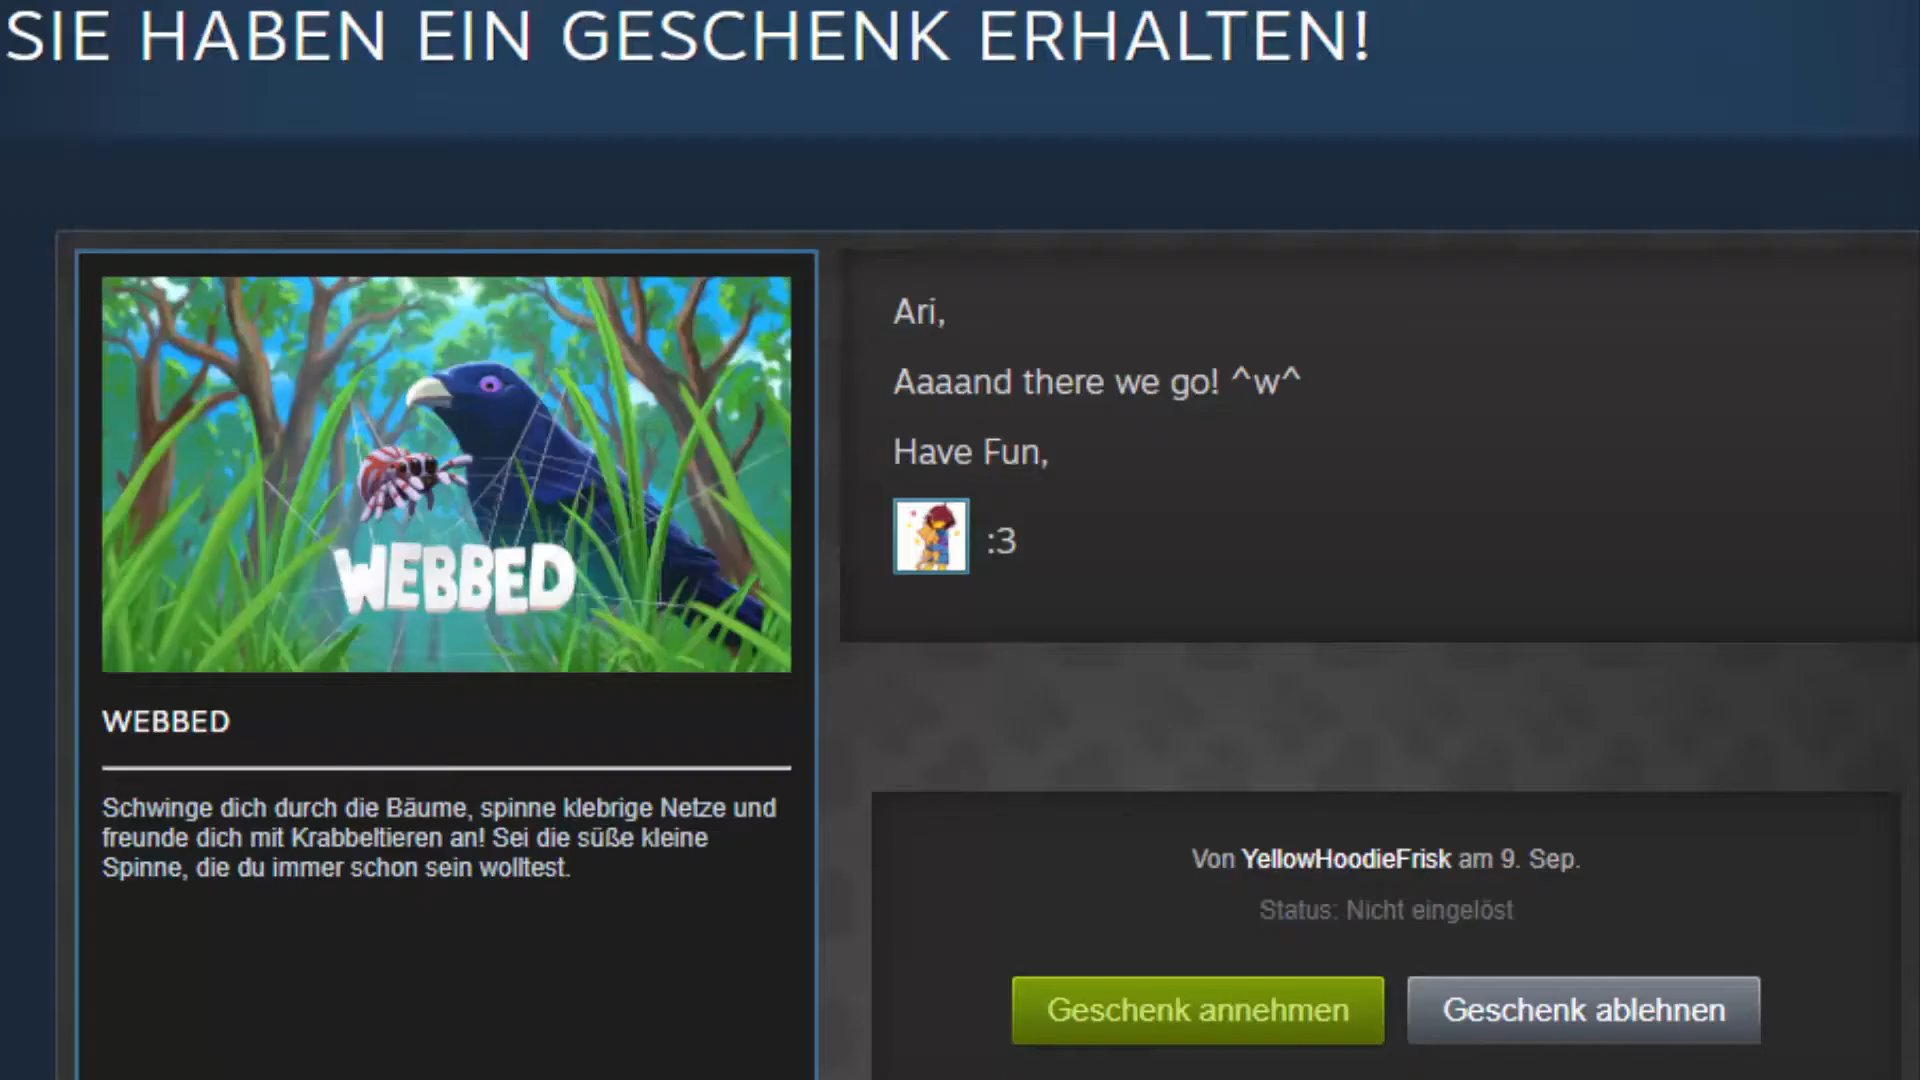 SIE HABEN EIN GESCHENK ERHALTEN!
WEBBED
WEBBED
Schwinge dich durch die Bäume, spinne klebrige Netze und
freunde dich mit Krabbeltieren an! Sei die süße kleine
Spinne, die du immer schon sein wolltest.
Ari,
Aaaand there we go! ^w^
Have Fun,
:3
Von YellowHoodieFrisk am 9. Sep.
Status: Nicht eingelöst
Geschenk annehmen
Geschenk ablehnen